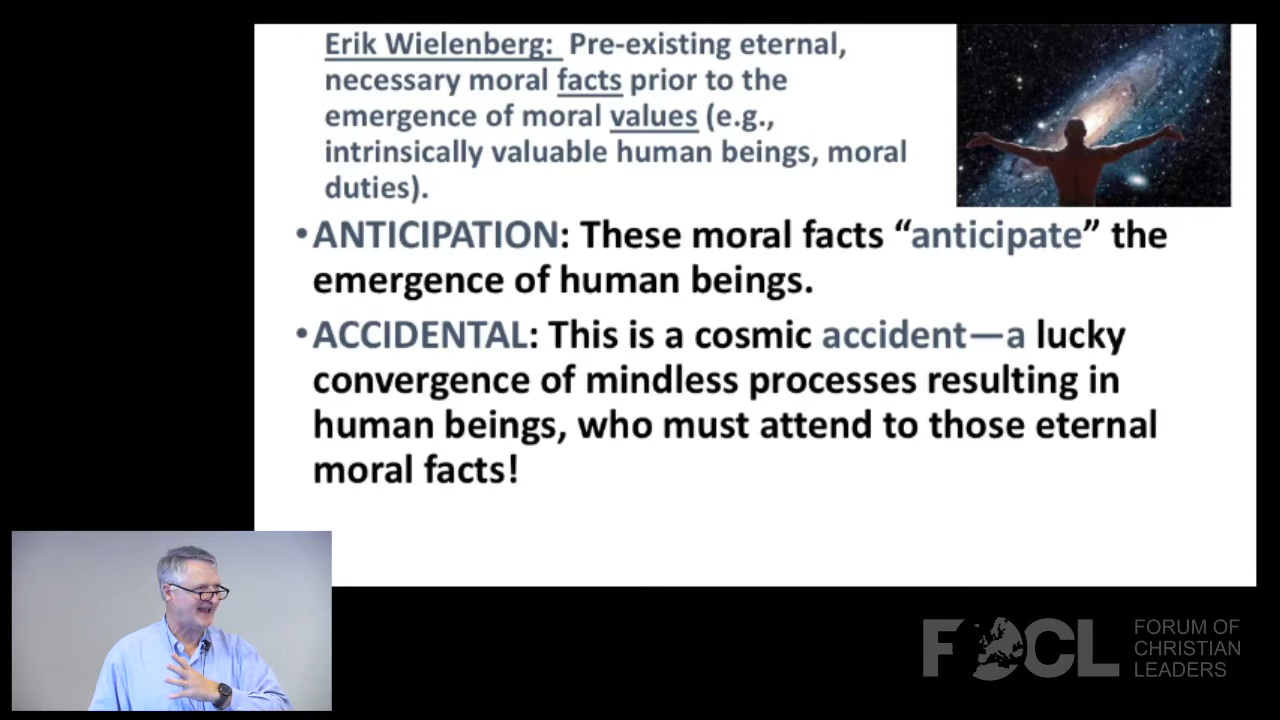 Erik Wielenberg: Pre-existing eternal,
necessary moral facts prior to the
emergence of moral values (e.g.,
intrinsically valuable human beings, moral
duties).
•ANTICIPATION: These moral facts “anticipate” the
emergence of human beings.
•ACCIDENTAL: This is a cosmic accident—a lucky
convergence of mindless processes resulting in
human beings, who must attend to those eternal
moral facts!
FOCL
FORUM OF
CHRISTIAN
LEADERS